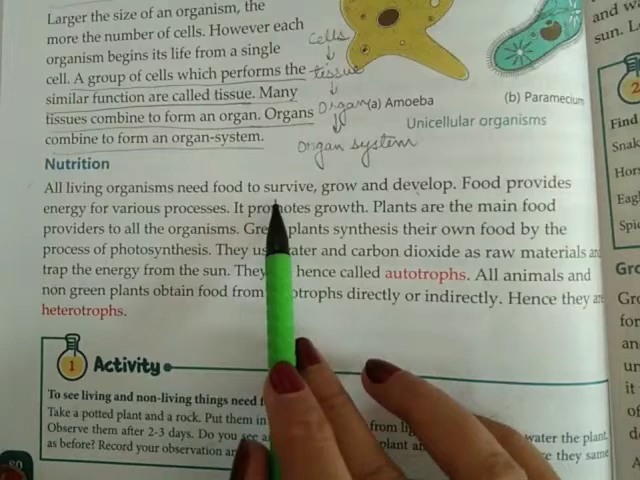 Larger the size of an organism, the
more the number of cells. However each
organism begins its life from a single
cell. A group of cells which performs the
similar function are called tissue. Many
tissues combine to form an organ. Organs
combine to form an organ-system.
cells
tissue
Organ
organ system
(a) Amoeba
(b) Paramecium
Unicellular organisms
Nutrition
All living organisms need food to survive, grow and develop. Food provides
energy for various processes. It promotes growth. Plants are the main food
providers to all the organisms. plants synthesis their own food by the
process of photosynthesis. They water and carbon dioxide as raw materials
trap the energy from the sun. They hence called autotrophs. All animals and
non green plants obtain food from directly or indirectly. Hence they
heterotrophs.
1 Activity
To see living and non-living things need
Take a potted plant and a rock. Put them in from
Observe them after 2-3 days. Do you see plant water the plant.
as before? Record your observation they same
80
and
sun.
2
Find
Snak
Hor
Eag
Spi
Gro
Gr
for
an
un
it
of